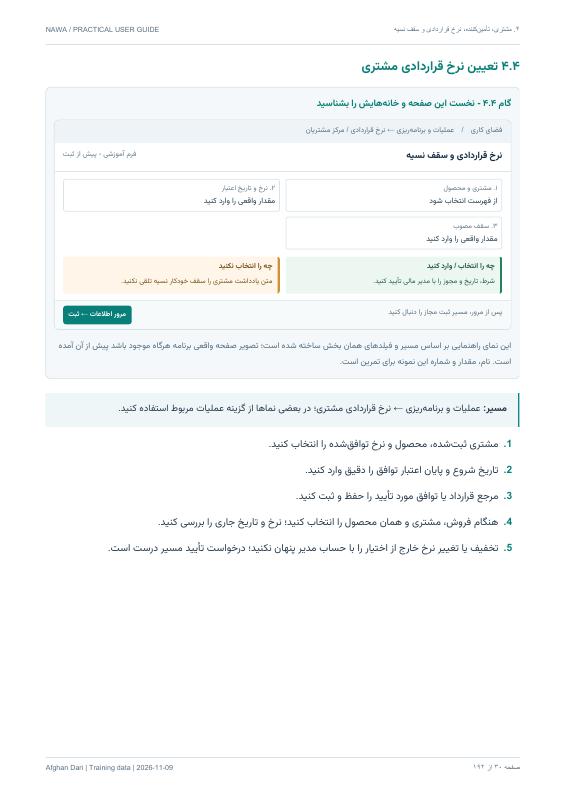 ۴. مشتری، تأمین‌کننده، نرخ قراردادی و سقف نسیه
NAWA / PRACTICAL USER GUIDE
۴.۴ تعیین نرخ قراردادی مشتری
گام ۴.۴ - نخست این صفحه و خانه‌هایش را بشناسید
فضای کاری / عملیات و برنامه‌ریزی ← نرخ قراردادی / مرکز مشتریان
نرخ قراردادی و سقف نسیه
فرم آموزشی - پیش از ثبت
۱. مشتری و محصول
از فهرست انتخاب شود
۲. نرخ و تاریخ اعتبار
مقدار واقعی را وارد کنید
۳. سقف مصوب
مقدار واقعی را وارد کنید
چه را انتخاب / وارد کنید
شرط، تاریخ و مجوز را با مدیر مالی تأیید کنید.
چه را انتخاب نکنید
متن یادداشت مشتری را سقف خودکار نسیه تلقی نکنید.
پس از مرور، مسیر ثبت مجاز را دنبال کنید
مرور اطلاعات ← ثبت
این نمای راهنمایی بر اساس مسیر و فیلدهای همان بخش ساخته شده است؛ تصویر صفحه واقعی برنامه هرگاه موجود باشد پیش از آن آمده
است. نام، مقدار و شماره این نمونه برای تمرین است.
مسیر: عملیات و برنامه‌ریزی ← نرخ قراردادی مشتری؛ در بعضی نماها از گزینه عملیات مربوط استفاده کنید.
1. مشتری ثبت‌شده، محصول و نرخ توافق‌شده را انتخاب کنید.
2. تاریخ شروع و پایان اعتبار توافق را دقیق وارد کنید.
3. مرجع قرارداد یا توافق مورد تأیید را حفظ و ثبت کنید.
4. هنگام فروش، مشتری و همان محصول را انتخاب کنید؛ نرخ و تاریخ جاری را بررسی کنید.
5. تخفیف یا تغییر نرخ خارج از اختیار را با حساب مدیر پنهان نکنید؛ درخواست تأیید مسیر درست است.
صفحه ۳۰ از ۱۹۲
Afghan Dari | Training data | 2026-11-09